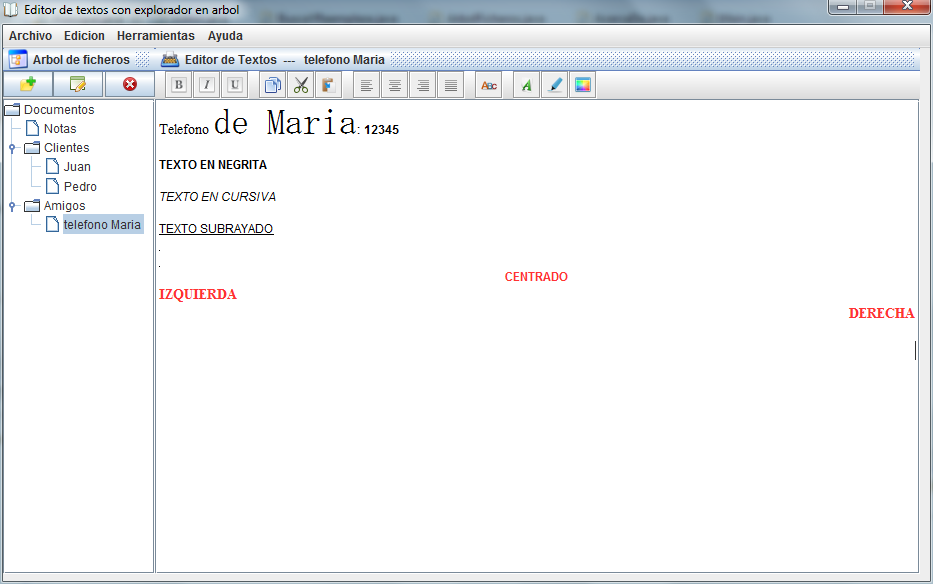 Editor de textos con explorador en arbol
Archivo Edicion Herramientas Ayuda
Arbol de ficheros
Editor de Textos --- telefono Maria
B I U F ABC A
Documentos
Notas
Clientes
Juan
Pedro
Amigos
telefono Maria
Telefono de Maria: 12345
TEXTO EN NEGRITA
TEXTO EN CURSIVA
TEXTO SUBRAYADO
.
.
CENTRADO
IZQUIERDA
DERECHA